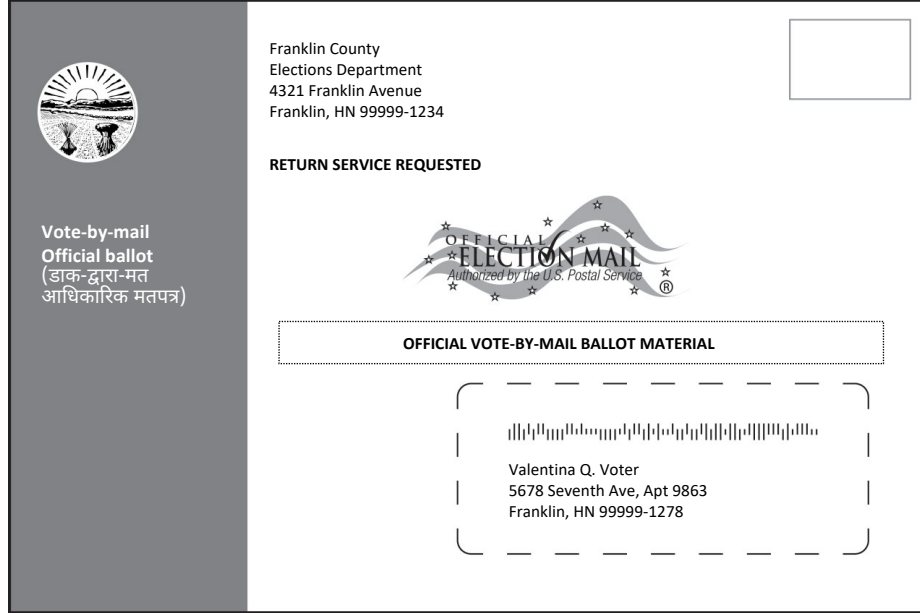 Franklin County
Elections Department
4321 Franklin Avenue
Franklin, HN 99999-1234
RETURN SERVICE REQUESTED
Vote-by-mail
Official ballot
(डाक-द्वारा-मत
आधिकारिक मतपत्र)
OFFICIAL
ELECTION MAIL
Authorized by the U.S. Postal Service
®
OFFICIAL VOTE-BY-MAIL BALLOT MATERIAL
Valentina Q. Voter
5678 Seventh Ave, Apt 9863
Franklin, HN 99999-1278